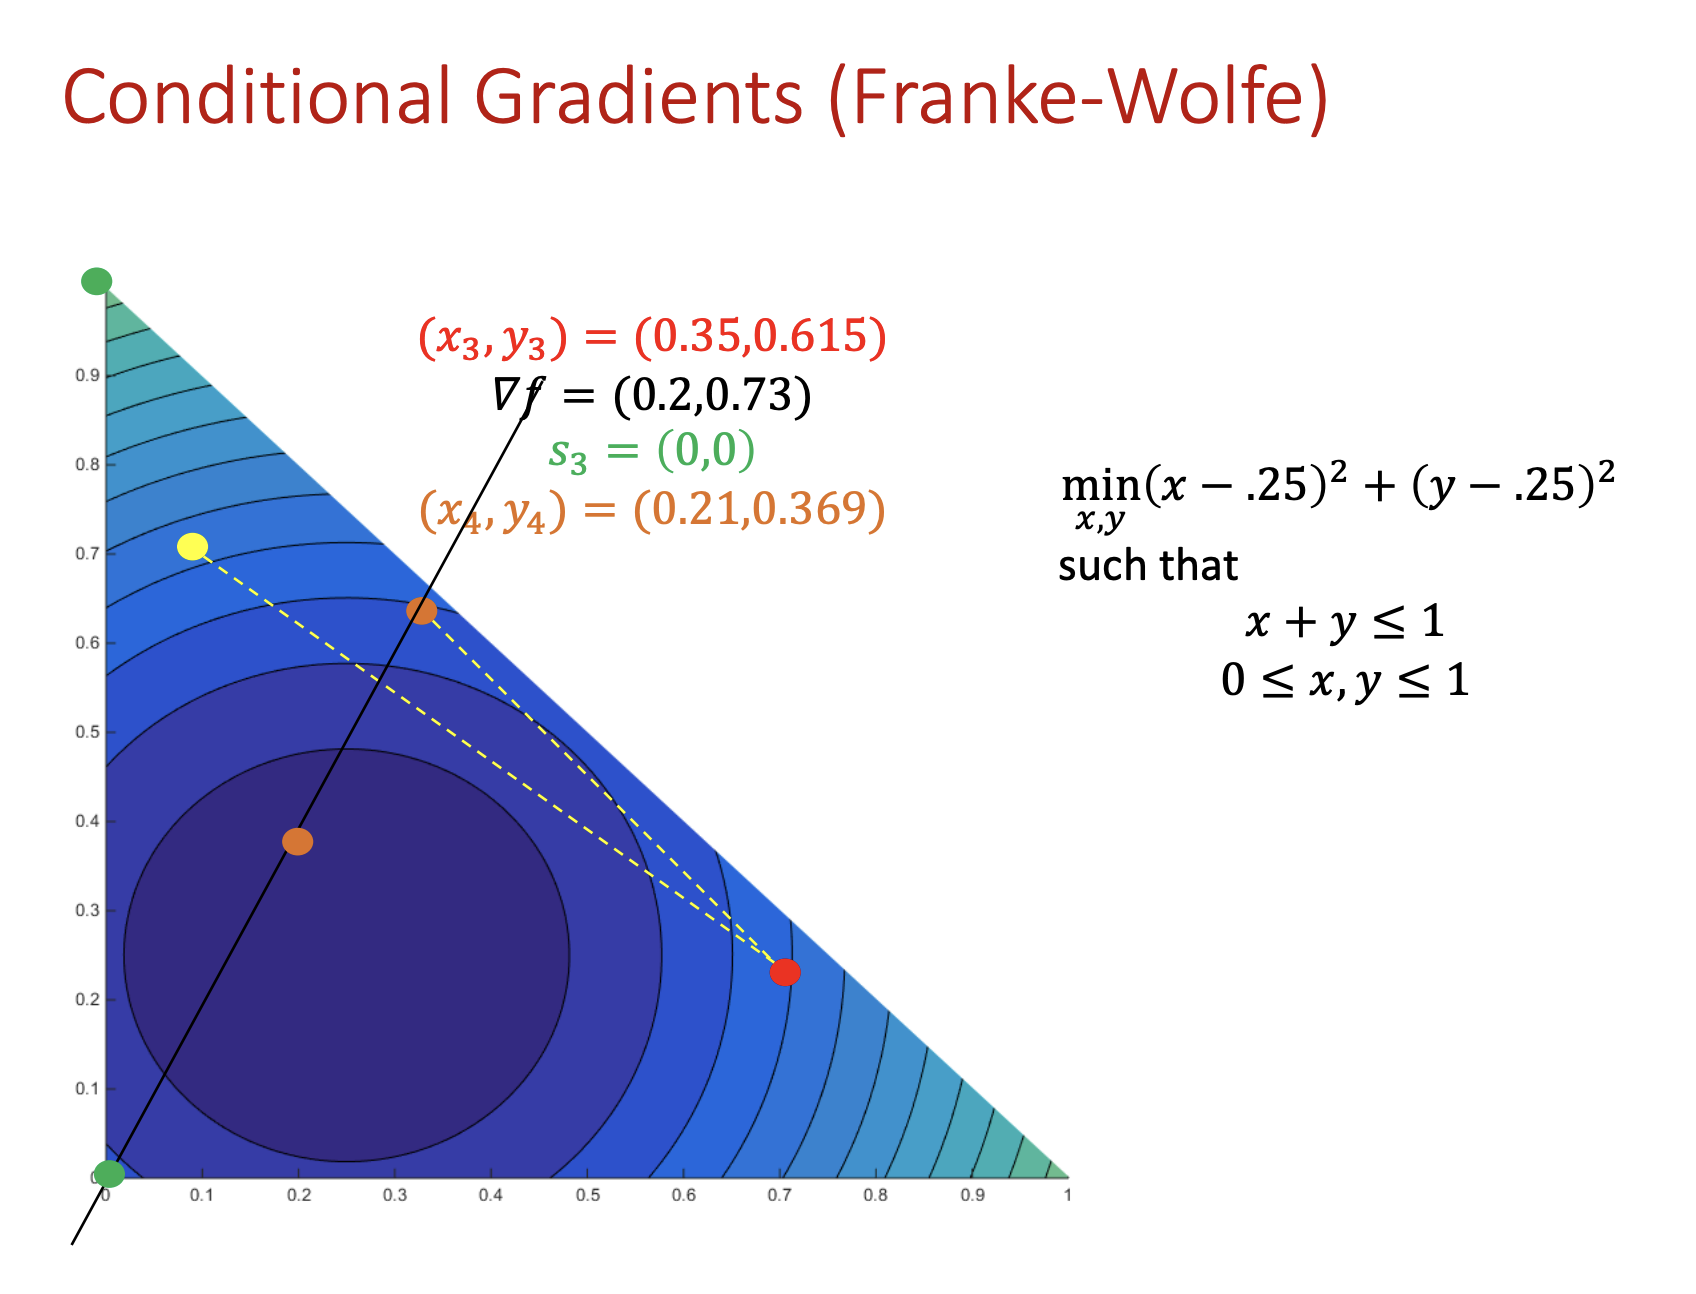 Conditional Gradients (Franke-Wolfe)
(x₃, y₃) = (0.35,0.615)
∇f = (0.2,0.73)
s₃ = (0,0)
(x₄, y₄) = (0.21,0.369)
min(x − .25)² + (y − .25)²
x,y
such that
x + y ≤ 1
0 ≤ x, y ≤ 1
0.9
0.8
0.7
0.6
0.5
0.4
0.3
0.2
0.1
0
0 0.1 0.2 0.3 0.4 0.5 0.6 0.7 0.8 0.9 1